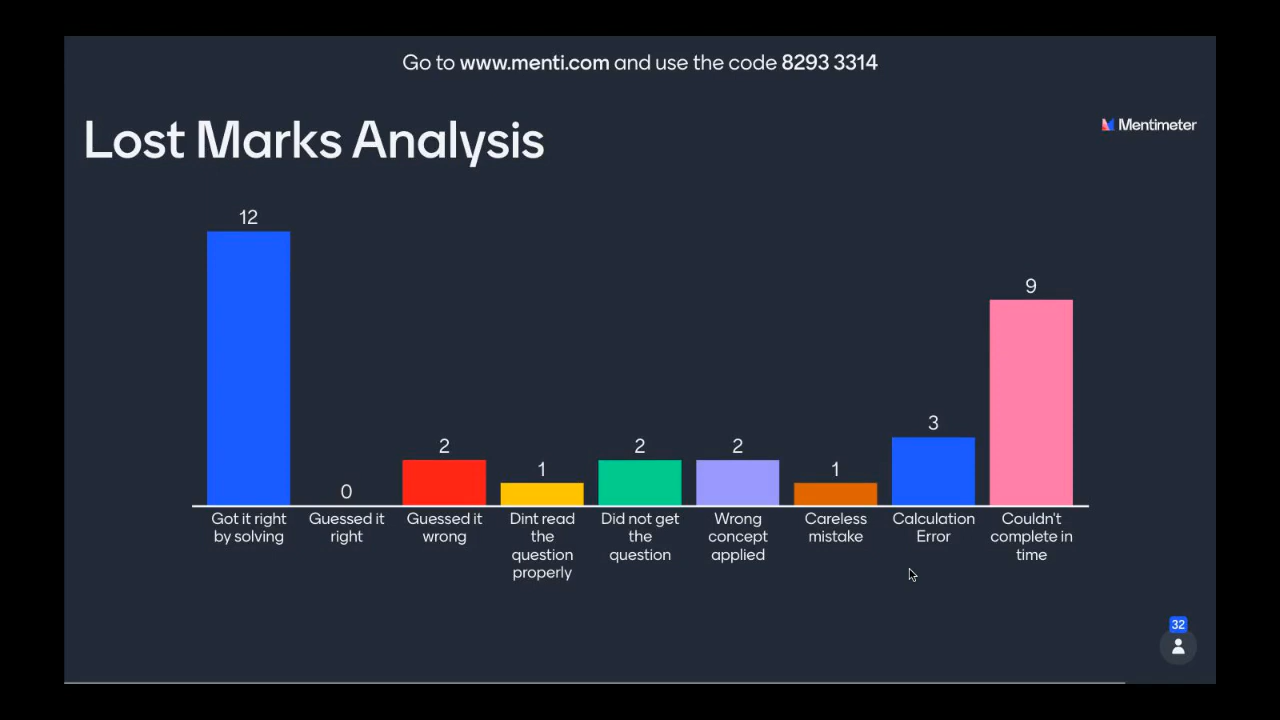 Go to www.menti.com and use the code 8293 3314
Lost Marks Analysis
Mentimeter
12
0
2
1
2
2
1
3
9
Got it right
by solving
Guessed it
right
Guessed it
wrong
Dint read
the
question
properly
Did not get
the
question
Wrong
concept
applied
Careless
mistake
Calculation
Error
Couldn't
complete in
time
32